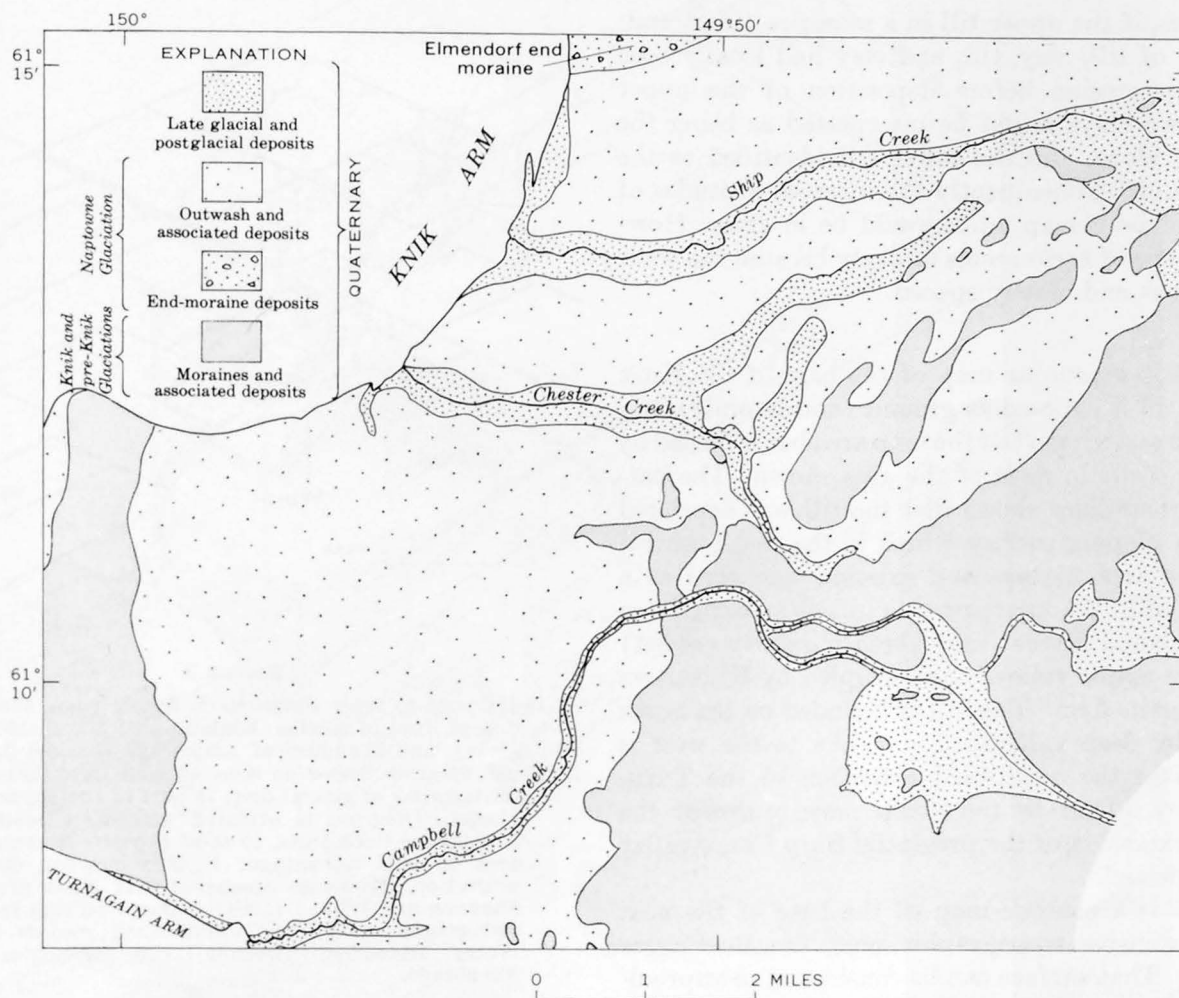 150°
149°50′
61°
15′
Elmendorf end
moraine
EXPLANATION
Late glacial and
postglacial deposits
Outwash and
associated deposits
End-moraine deposits
Moraines and
associated deposits
Naptowne
Glaciation
Knik and
pre-Knik
Glaciations
QUATERNARY
KNIK ARM
Ship Creek
Chester Creek
61°
10′
Campbell Creek
TURNAGAIN ARM
0 1 2 MILES